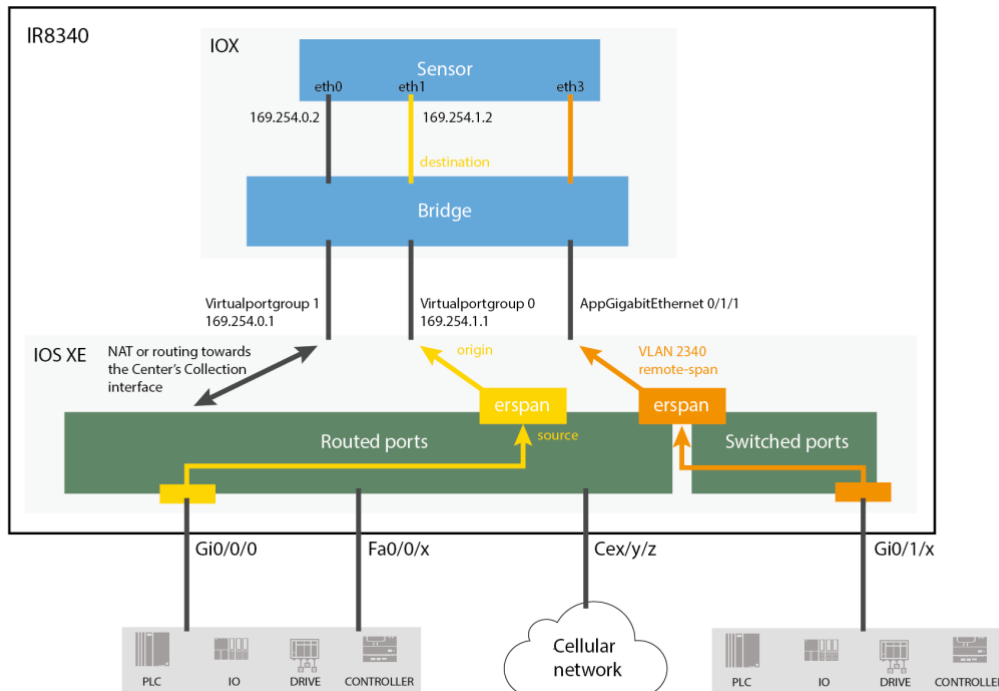 IR8340
IOX
Sensor
eth0 eth1 eth3
169.254.0.2 169.254.1.2
destination
Bridge
Virtualportgroup 1
169.254.0.1
Virtualportgroup 0
169.254.1.1
AppGigabitEthernet 0/1/1
IOS XE
NAT or routing towards
the Center's Collection
interface
origin
VLAN 2340
remote-span
erspan erspan
Routed ports
source
Switched ports
Gi0/0/0 Fa0/0/x Cex/y/z Gi0/1/x
Cellular
network
PLC IO DRIVE CONTROLLER
PLC IO DRIVE CONTROLLER